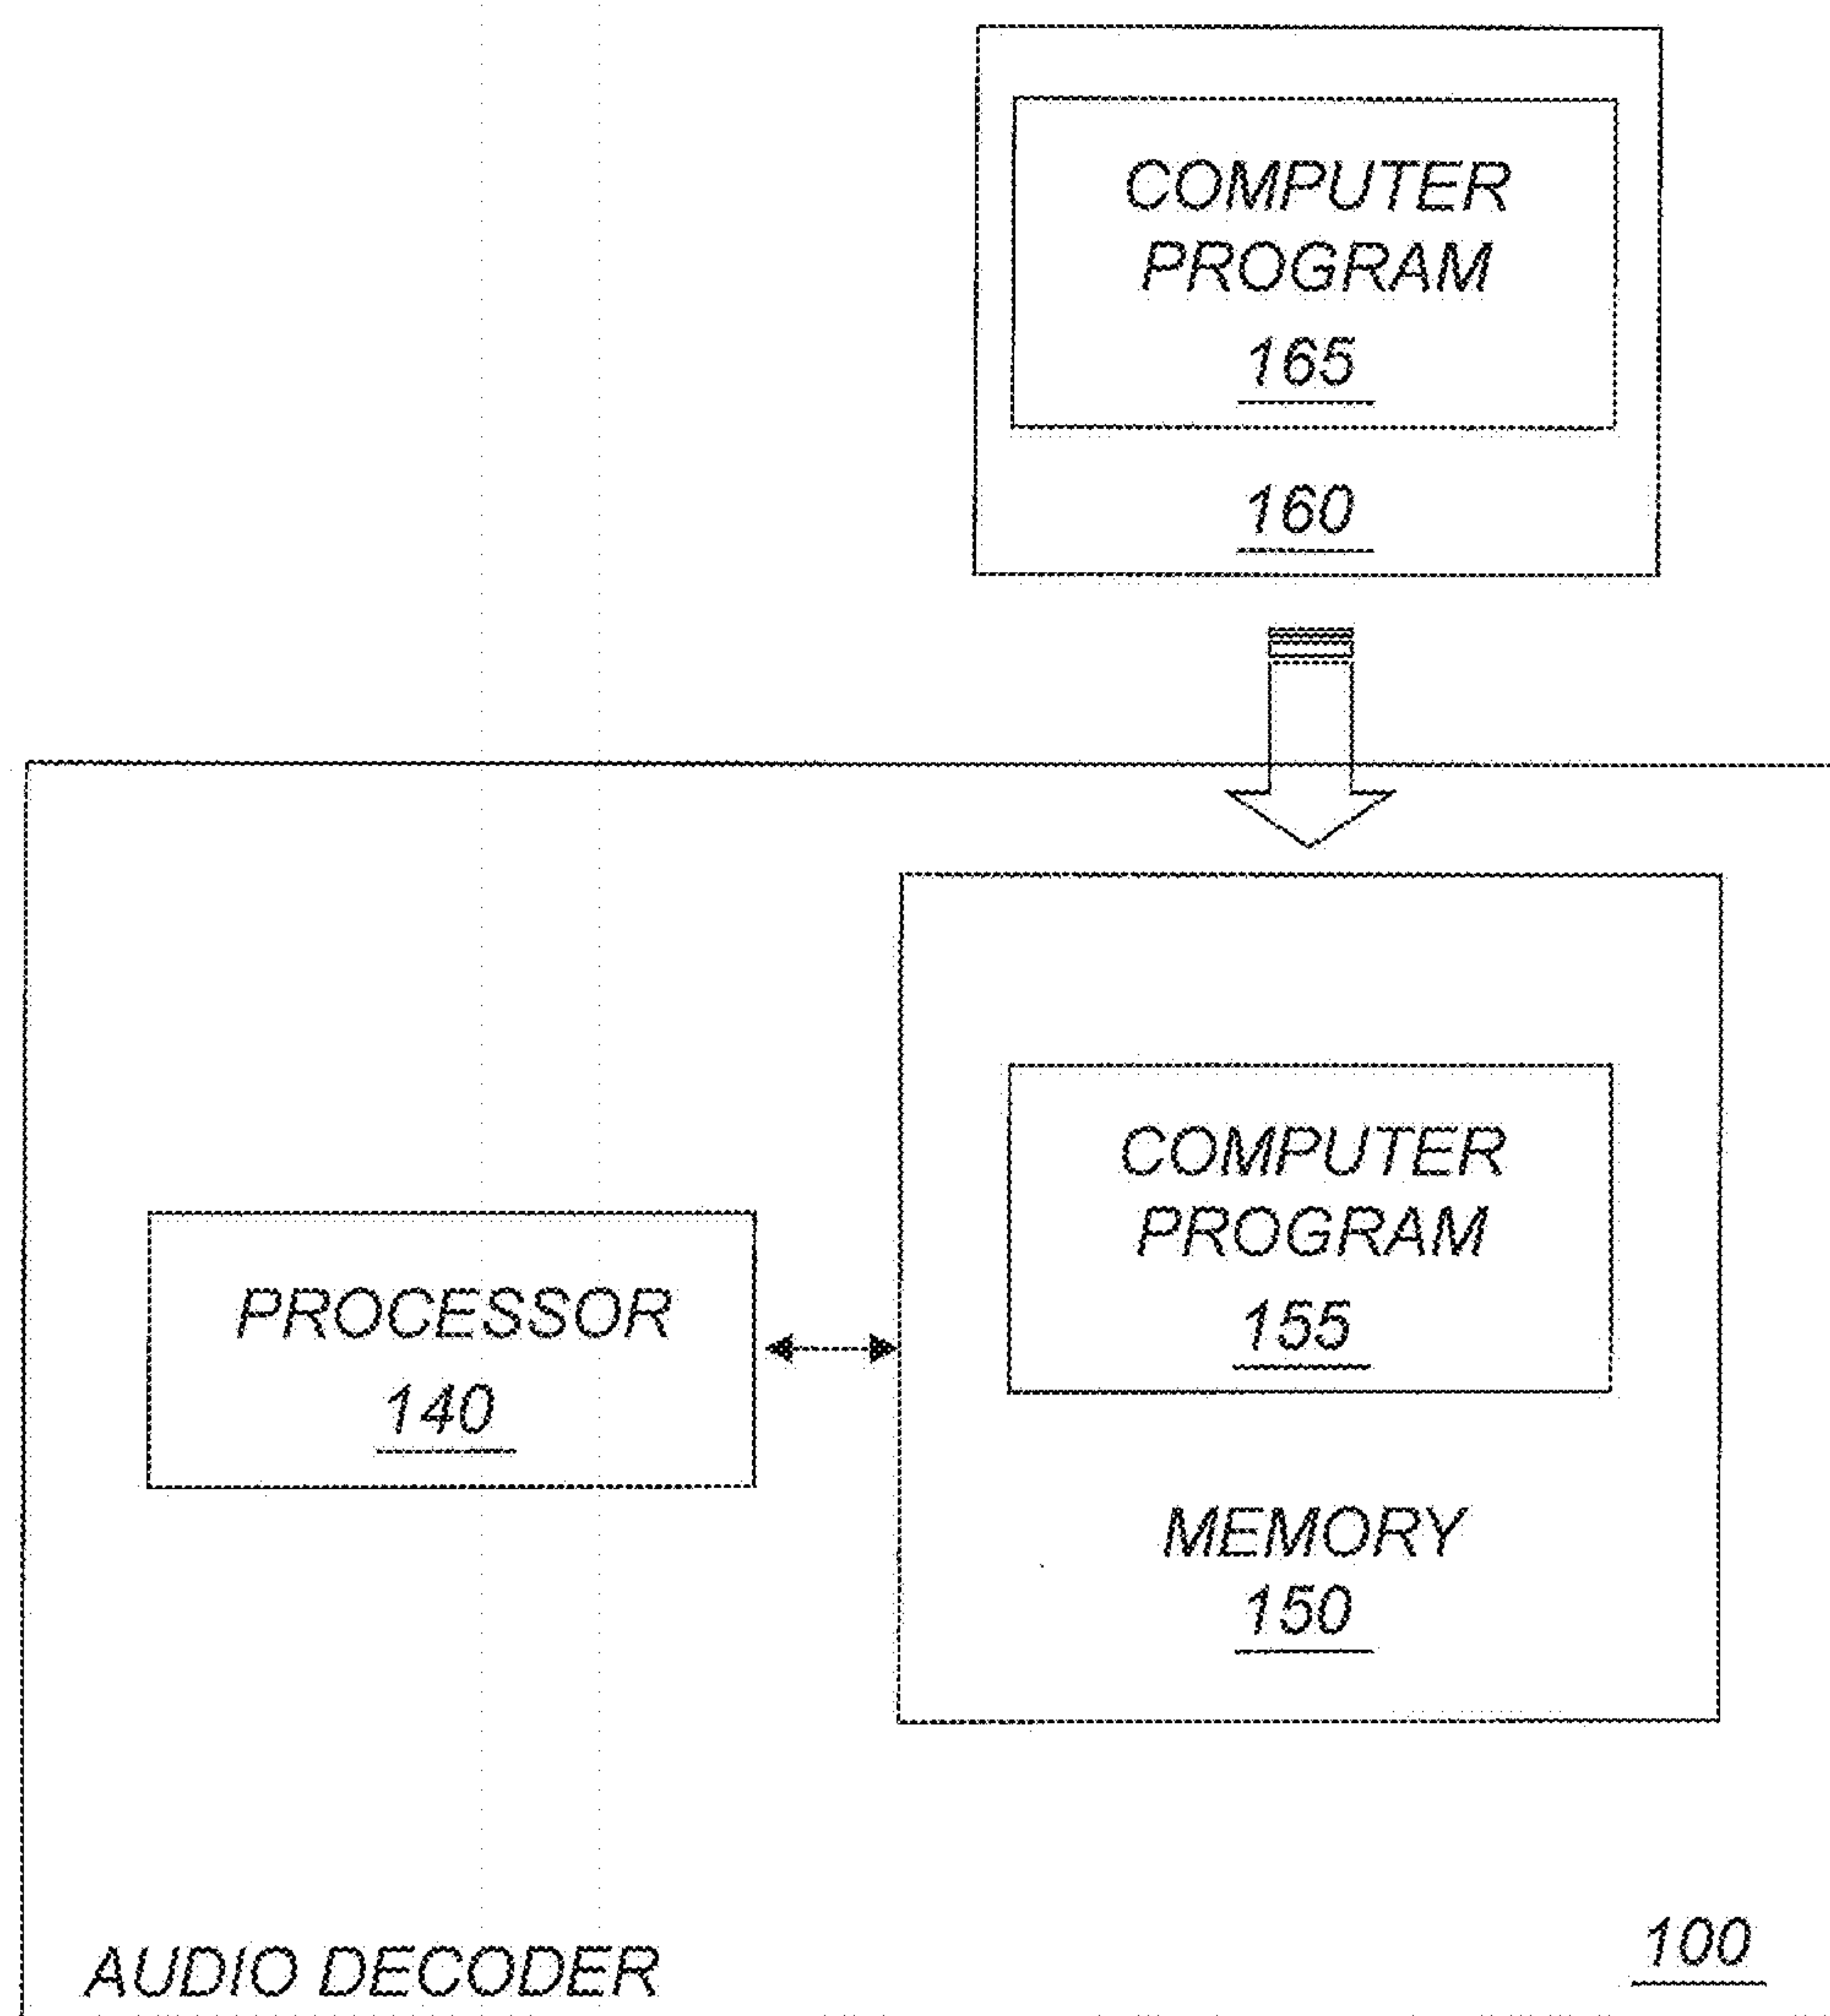 COMPUTER
PROGRAM
165
160
COMPUTER
PROGRAM
155
PROCESSOR
140
MEMORY
150
AUDIO DECODER
100